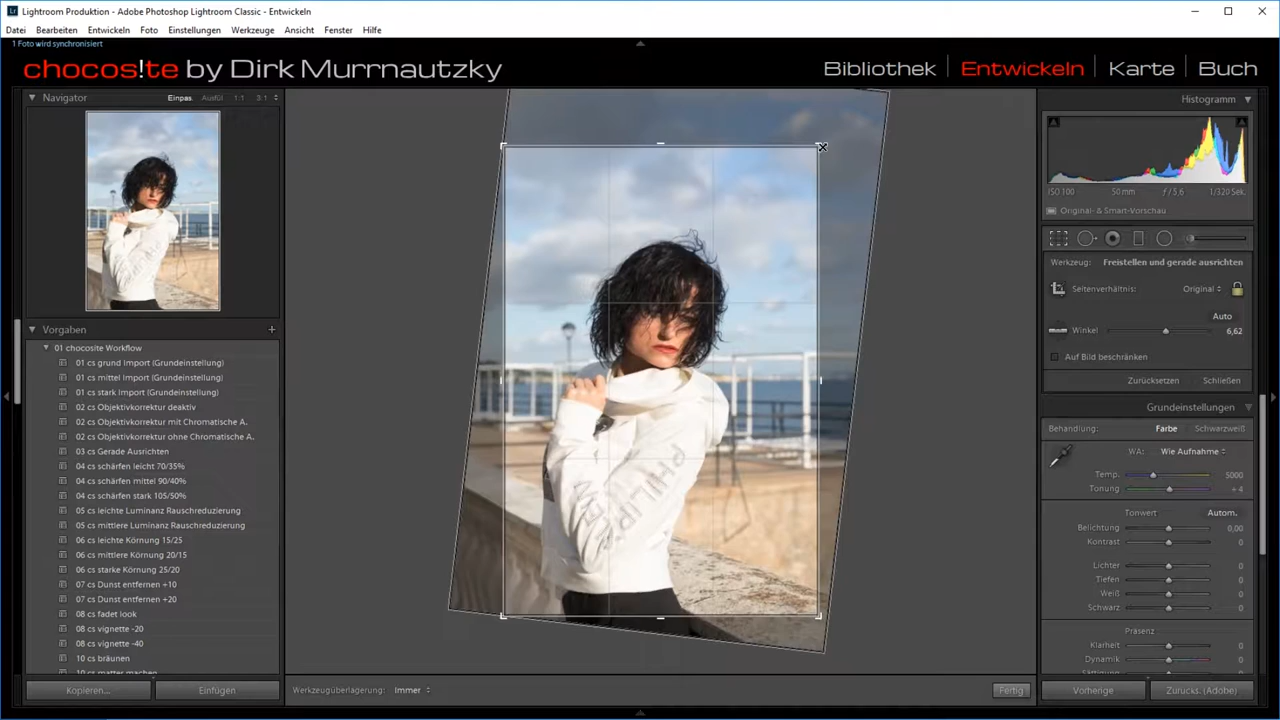 Lightroom Produktion - Adobe Photoshop Lightroom Classic - Entwickeln
Datei Bearbeiten Entwickeln Foto Einstellungen Werkzeuge Ansicht Fenster Hilfe
1 Foto wird synchronisiert
chocos!te by Dirk Murrnautzky
Bibliothek | Entwickeln | Karte | Buch
Navigator Einpas. Ausfül. 1:1 3:1
Histogramm
ISO 100 50 mm ƒ / 5,6 1/320 Sek.
Original- & Smart-Vorschau
Werkzeug: Freistellen und gerade ausrichten
Seitenverhältnis: Original
Auto
Winkel 6,62
Auf Bild beschränken
Zurücksetzen Schließen
Grundeinstellungen
Behandlung: Farbe Schwarzweiß
WA: Wie Aufnahme
Temp. 5000
Tonung + 4
Tonwert Autom.
Belichtung 0,00
Kontrast 0
Lichter 0
Tiefen 0
Weiß 0
Schwarz 0
Präsenz
Klarheit 0
Dynamik 0
Vorgaben
01 chocosite Workflow
01 cs grund Import (Grundeinstellung)
01 cs mittel Import (Grundeinstellung)
01 cs stark Import (Grundeinstellung)
02 cs Objektivkorrektur deaktiv
02 cs Objektivkorrektur mit Chromatische A.
02 cs Objektivkorrektur ohne Chromatische A.
03 cs Gerade Ausrichten
04 cs schärfen leicht 70/35%
04 cs schärfen mittel 90/40%
04 cs schärfen stark 105/50%
05 cs leichte Luminanz Rauschreduzierung
05 cs mittlere Luminanz Rauschreduzierung
06 cs leichte Körnung 15/25
06 cs mittlere Körnung 20/15
06 cs starke Körnung 25/20
07 cs Dunst entfernen +10
07 cs Dunst entfernen +20
08 cs fadet look
08 cs vignette -20
08 cs vignette -40
10 cs bräunen
PHILIPP
Kopieren... Einfügen
Werkzeugüberlagerung: Immer
Fertig
Vorherige Zurücks. (Adobe)